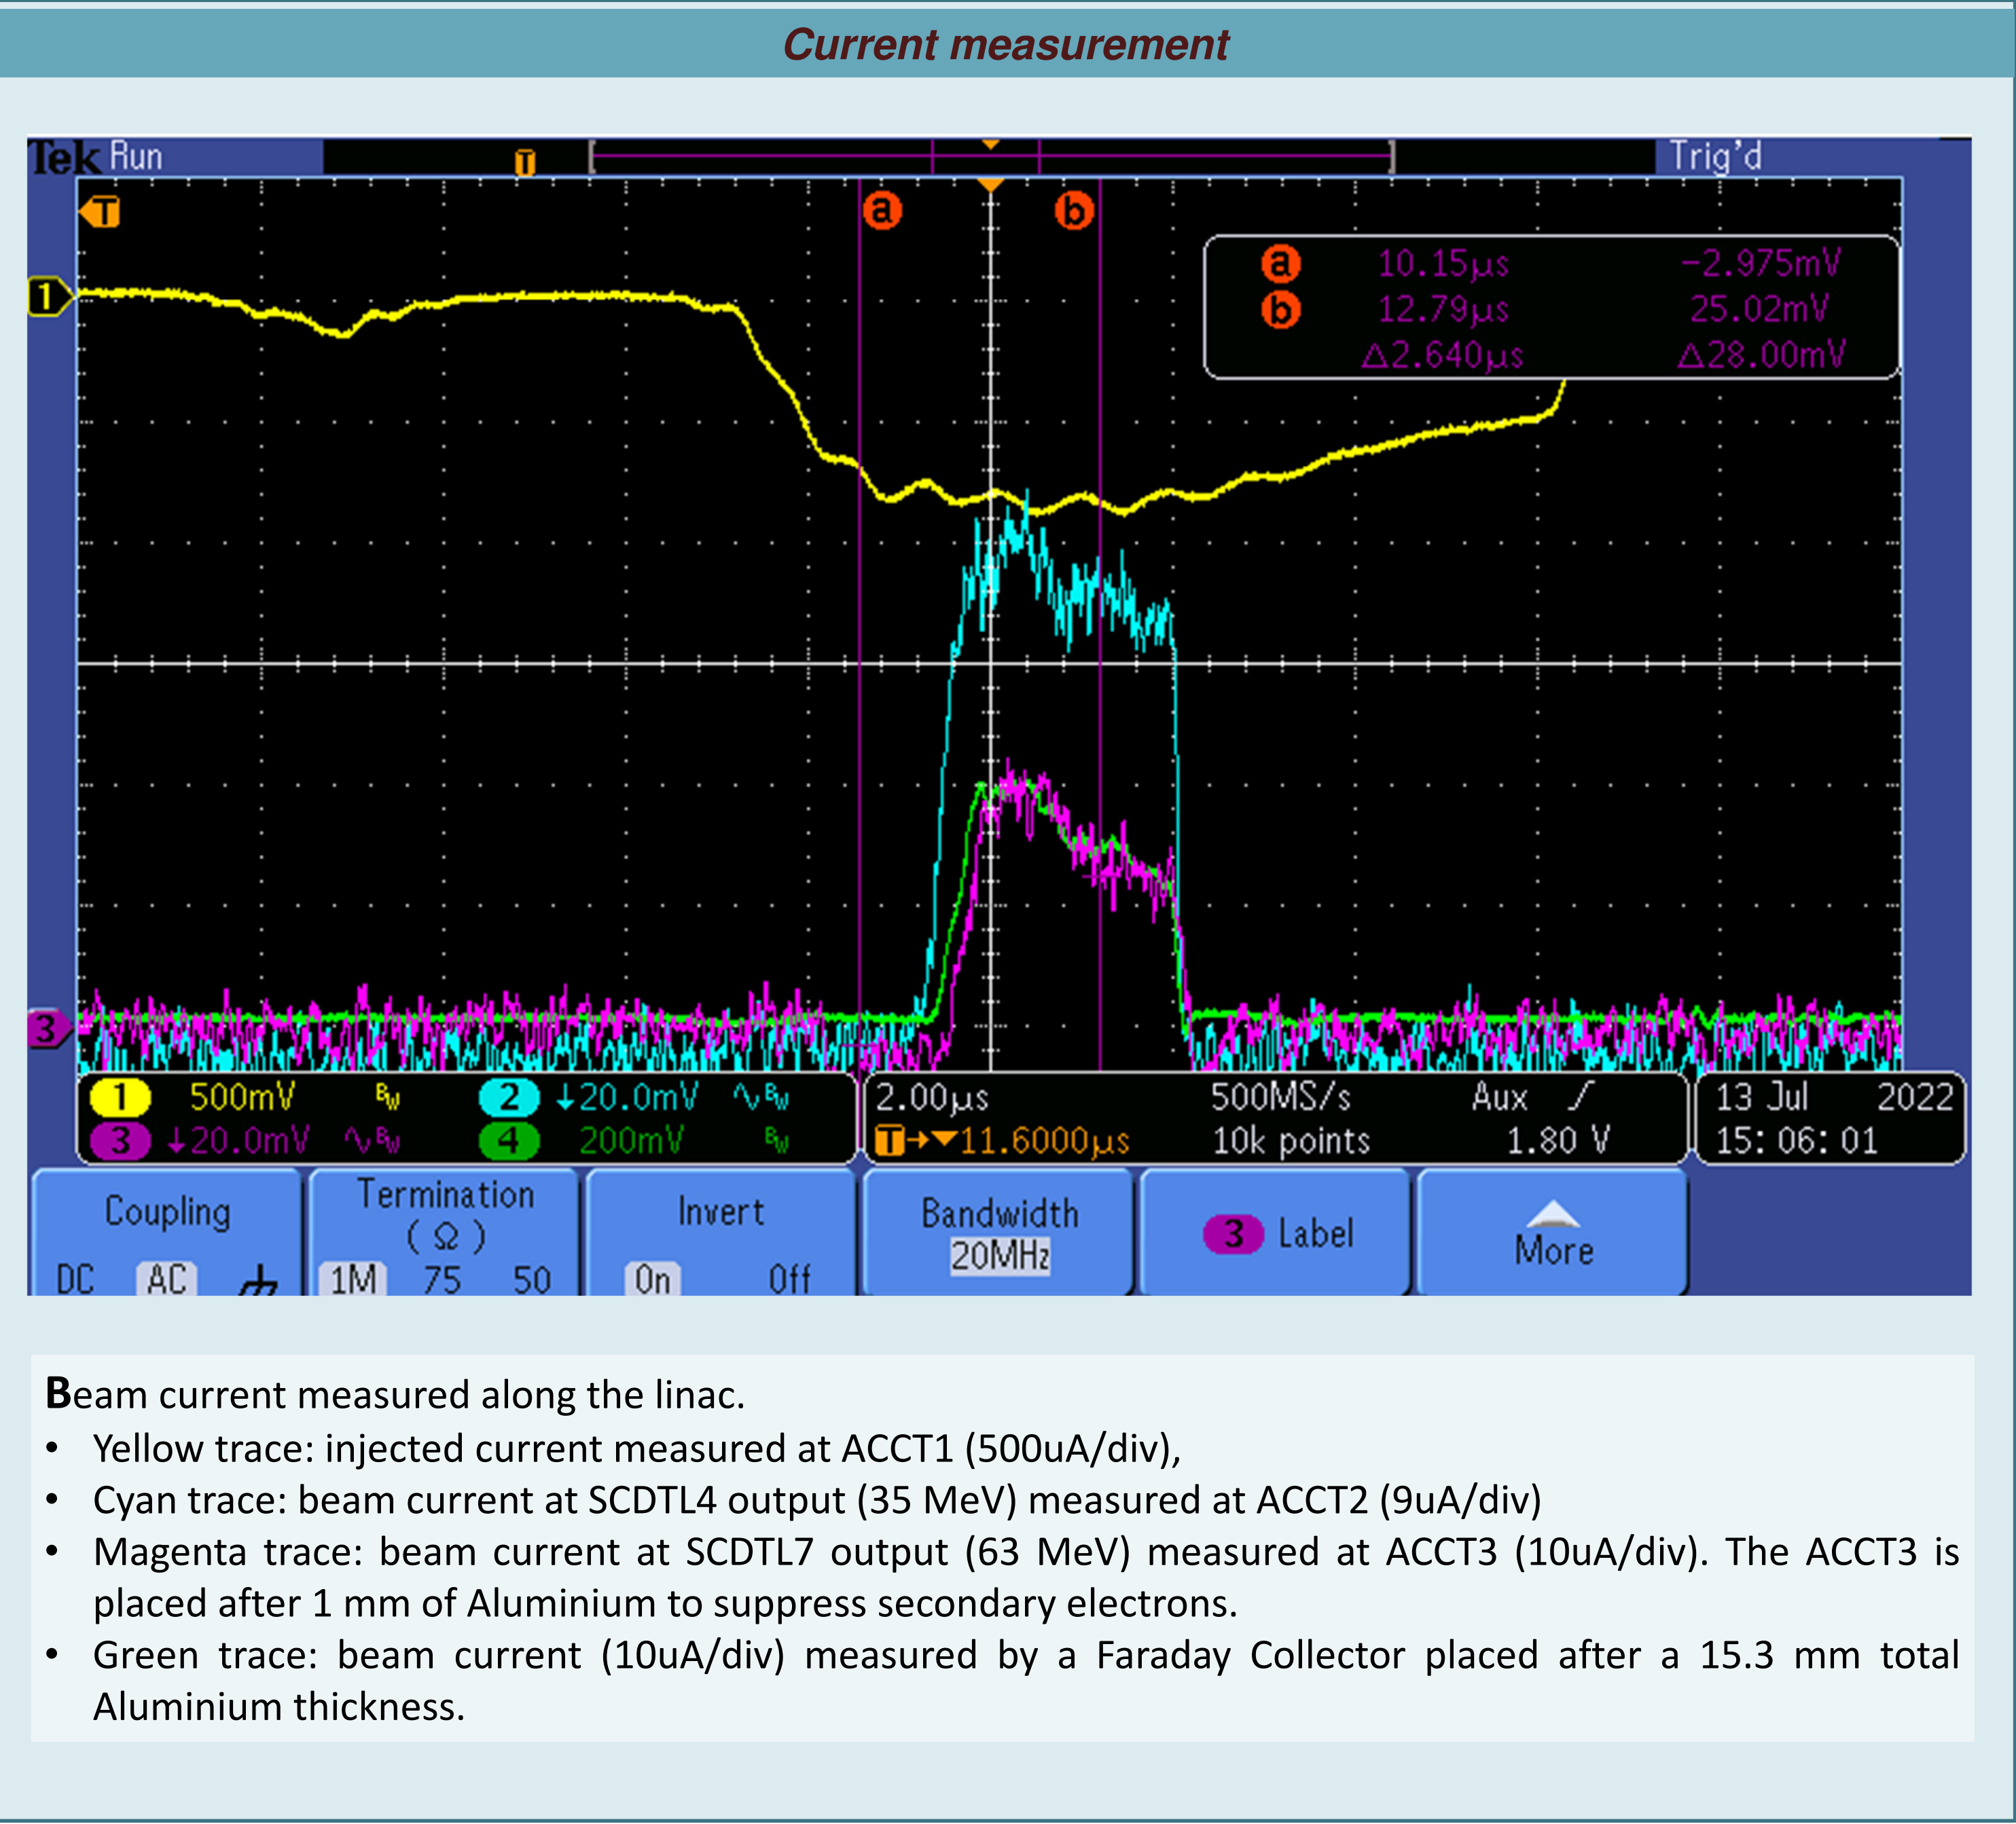 Current measurement
Tek Run Trig'd
T
T
a b
1
a 10.15µs -2.975mV
b 12.79µs 25.02mV
Δ2.640µs Δ28.00mV
3
1 500mV BW 2 ↓20.0mV ∿BW
3 ↓20.0mV ∿BW 4 200mV BW
2.00µs 500MS/s Aux ∫
T→▼11.6000µs 10k points 1.80 V
13 Jul 2022
15:06:01
Coupling
DC AC
Termination
(Ω)
1M 75 50
Invert
On Off
Bandwidth
20MHz
3 Label
More
Beam current measured along the linac.
• Yellow trace: injected current measured at ACCT1 (500uA/div),
• Cyan trace: beam current at SCDTL4 output (35 MeV) measured at ACCT2 (9uA/div)
• Magenta trace: beam current at SCDTL7 output (63 MeV) measured at ACCT3 (10uA/div). The ACCT3 is
placed after 1 mm of Aluminium to suppress secondary electrons.
• Green trace: beam current (10uA/div) measured by a Faraday Collector placed after a 15.3 mm total
Aluminium thickness.